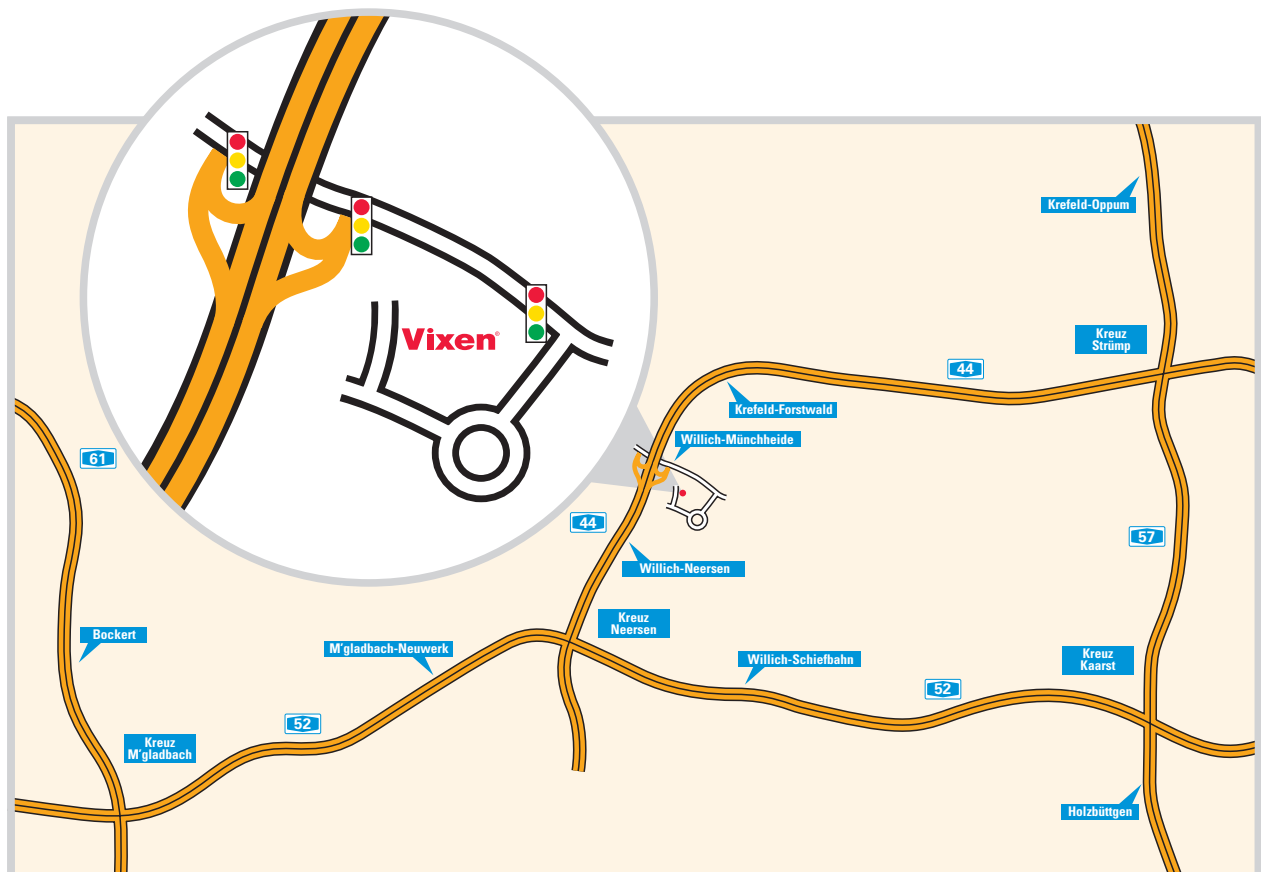 Vixen®
Krefeld-Oppum
Kreuz
Strümp
44
Krefeld-Forstwald
Willich-Münchheide
61
44
57
Willich-Neersen
Kreuz
Neersen
Bockert
M'gladbach-Neuwerk
Willich-Schiefbahn
Kreuz
Kaarst
52
52
Kreuz
M'gladbach
Holzbüttgen